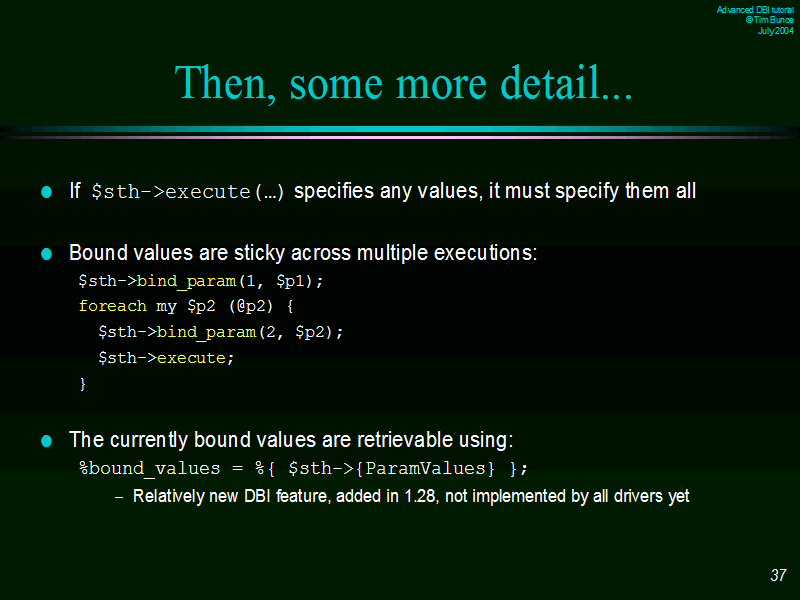 Advanced DBI tutorial
© Tim Bunce
July 2004
Then, some more detail...
If $sth->execute(…) specifies any values, it must specify them all
Bound values are sticky across multiple executions:
$sth->bind_param(1, $p1);
foreach my $p2 (@p2) {
$sth->bind_param(2, $p2);
$sth->execute;
}
The currently bound values are retrievable using:
%bound_values = %{ $sth->{ParamValues} };
– Relatively new DBI feature, added in 1.28, not implemented by all drivers yet
37